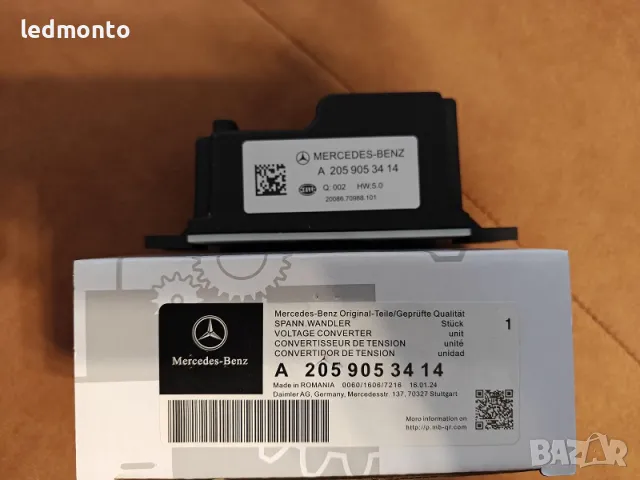 ledmonto
MERCEDES-BENZ
A 205 905 34 14
HELLA
Q: 002 HW:5.0
20086.70988.101
Mercedes-Benz Original-Teile/Geprüfte Qualität
SPANN.WANDLER Stück 1
VOLTAGE CONVERTER unit
CONVERTISSEUR DE TENSION unité
CONVERTIDOR DE TENSION unidad
Mercedes-Benz
A 205 905 34 14
Made in ROMANIA 0060/1606/7216 16.01.24
Daimler AG, Germany, Mercedesstr. 137, 70327 Stuttgart
More information on
http://p.mb-qr.com
BAZAR